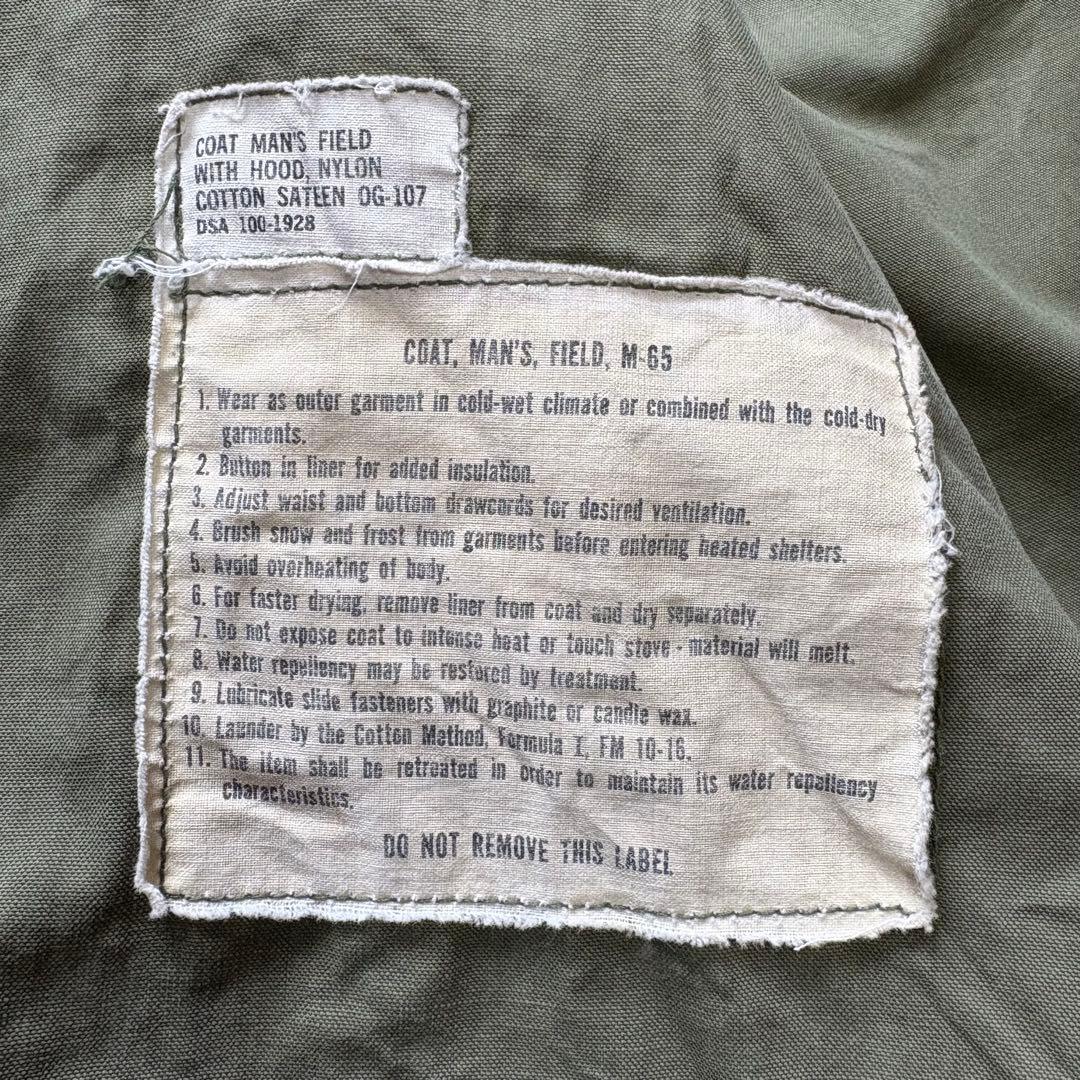 COAT MAN'S FIELD
WITH HOOD, NYLON
COTTON SATEEN OG-107
DSA 100-1928
COAT, MAN'S, FIELD, M-65
1. Wear as outer garment in cold-wet climate or combined with the cold-dry
garments.
2. Button in liner for added insulation.
3. Adjust waist and bottom drawcords for desired ventilation.
4. Brush snow and frost from garments before entering heated shelters.
5. Avoid overheating of body.
6. For faster drying, remove liner from coat and dry separately.
7. Do not expose coat to intense heat or touch stove - material will melt.
8. Water repellency may be restored by treatment.
9. Lubricate slide fasteners with graphite or candle wax.
10. Launder by the Cotton Method, Formula I, FM 10-16.
11. The item shall be retreated in order to maintain its water repellency
characteristics.
DO NOT REMOVE THIS LABEL